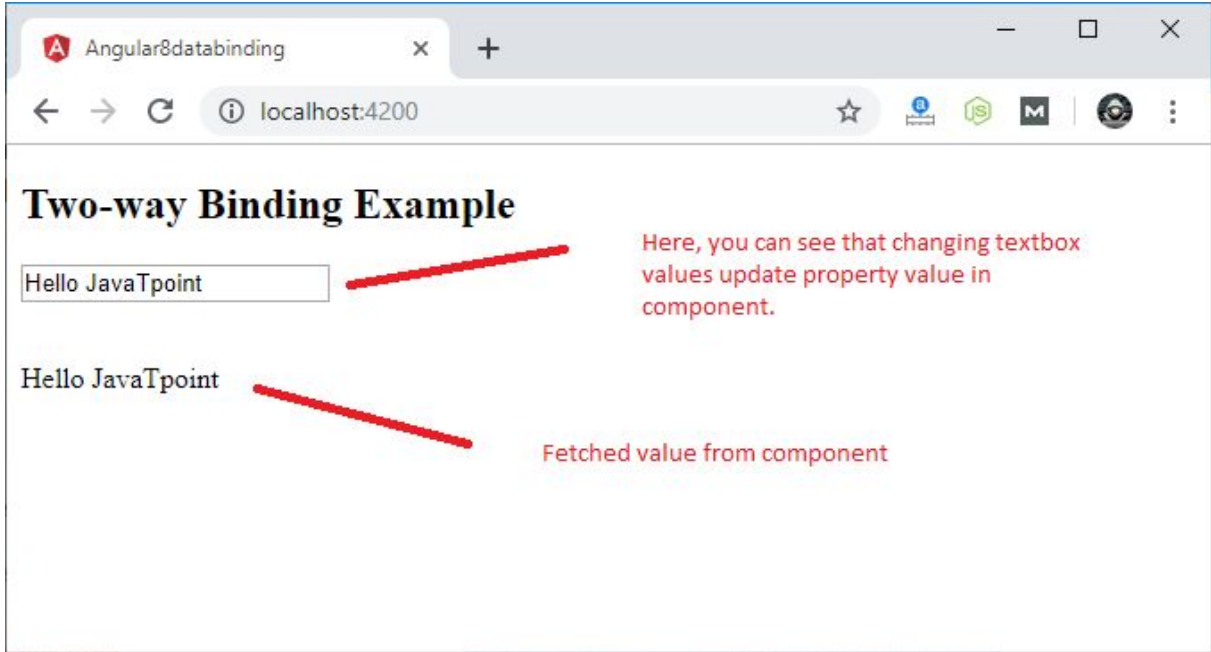 Angular8databinding
localhost:4200
Two-way Binding Example
Hello JavaTpoint
Here, you can see that changing textbox
values update property value in
component.
Hello JavaTpoint
Fetched value from component